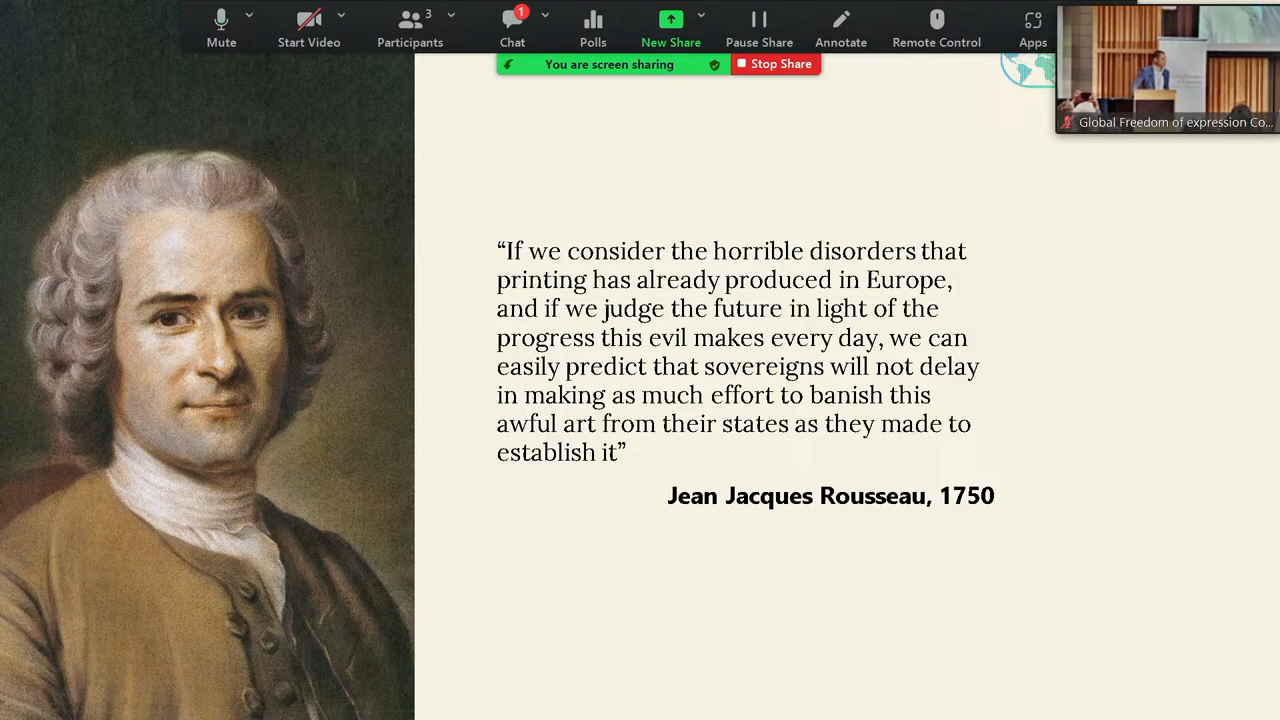 3
1
Mute
Start Video
Participants
Chat
Polls
New Share
Pause Share
Annotate
Remote Control
Apps
You are screen sharing
Stop Share
Global Freedom of expression Co...
“If we consider the horrible disorders that
printing has already produced in Europe,
and if we judge the future in light of the
progress this evil makes every day, we can
easily predict that sovereigns will not delay
in making as much effort to banish this
awful art from their states as they made to
establish it”
Jean Jacques Rousseau, 1750